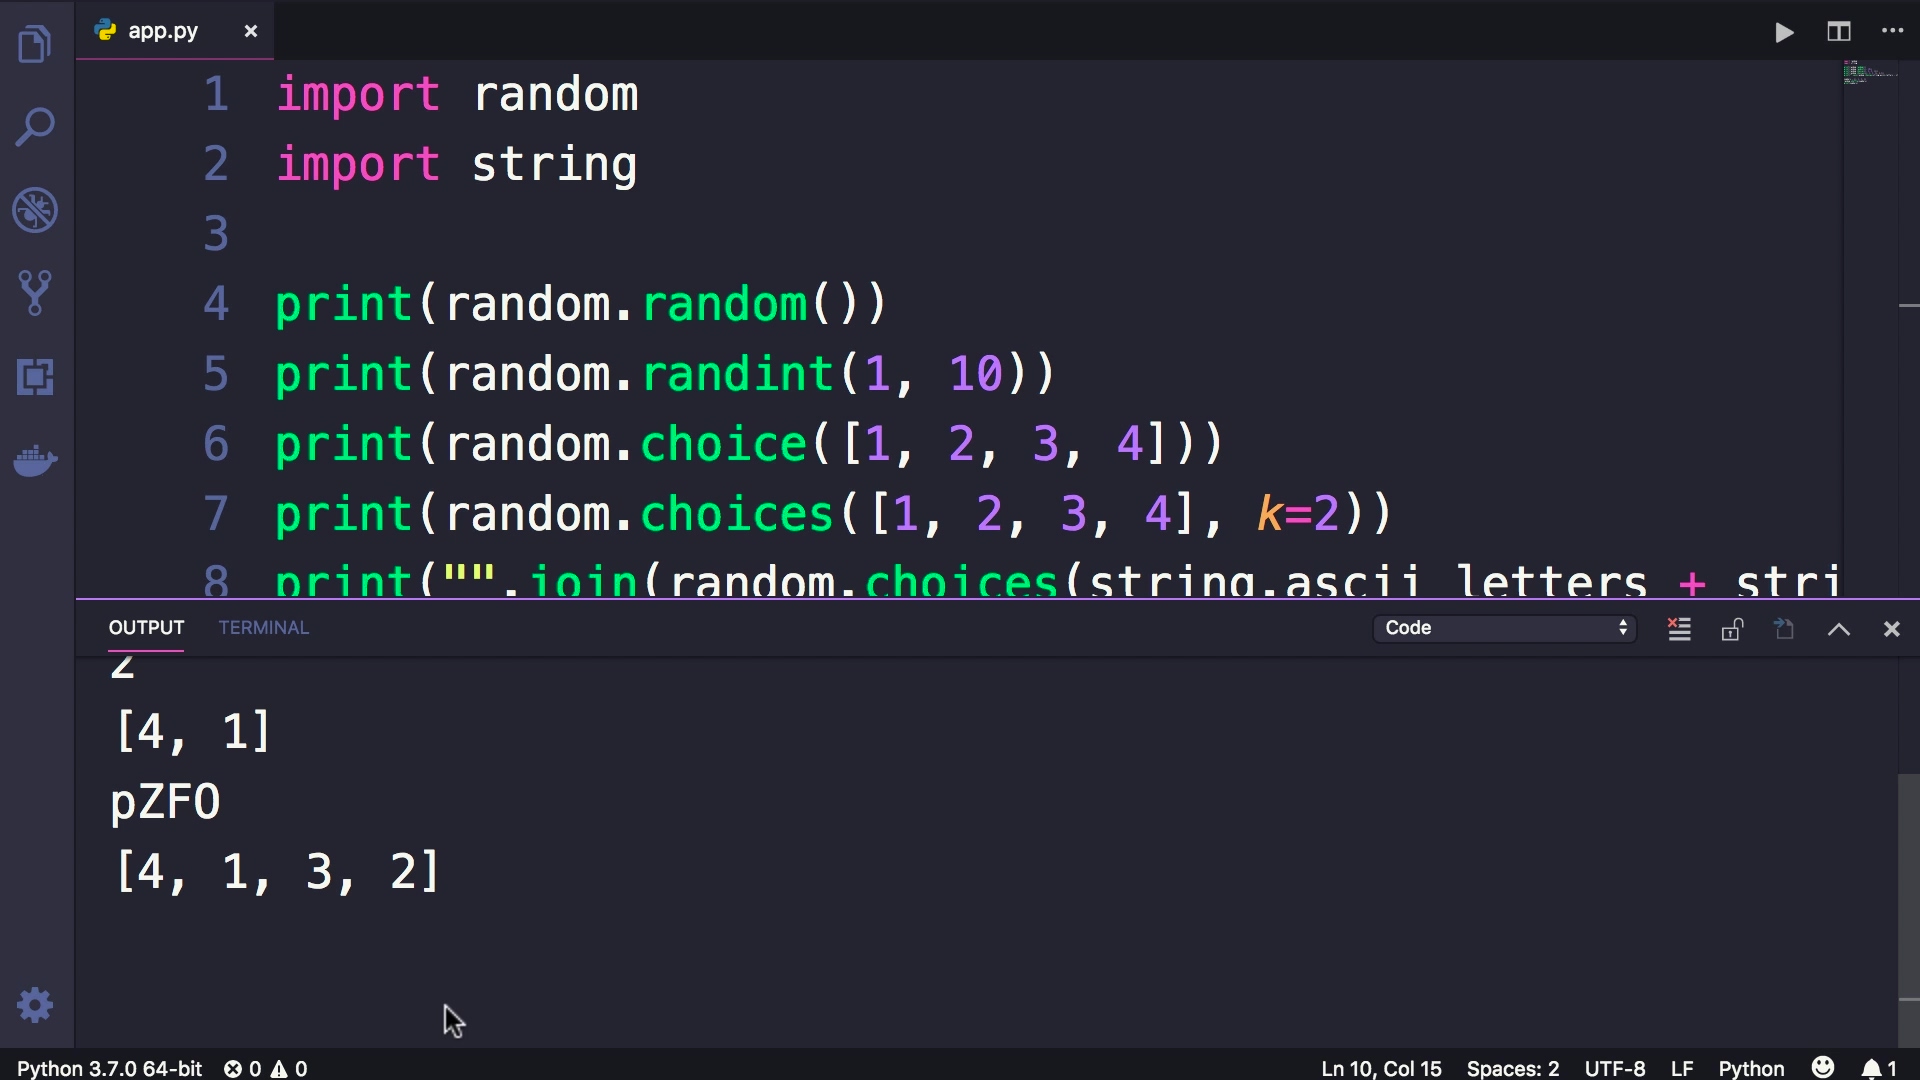 app.py
1 import random
2 import string
3
4 print(random.random())
5 print(random.randint(1, 10))
6 print(random.choice([1, 2, 3, 4]))
7 print(random.choices([1, 2, 3, 4], k=2))
8 print("".join(random.choices(string.ascii_letters + stri
OUTPUT TERMINAL Code
2
[4, 1]
pZFO
[4, 1, 3, 2]
Python 3.7.0 64-bit 0 0 Ln 10, Col 15 Spaces: 2 UTF-8 LF Python 1